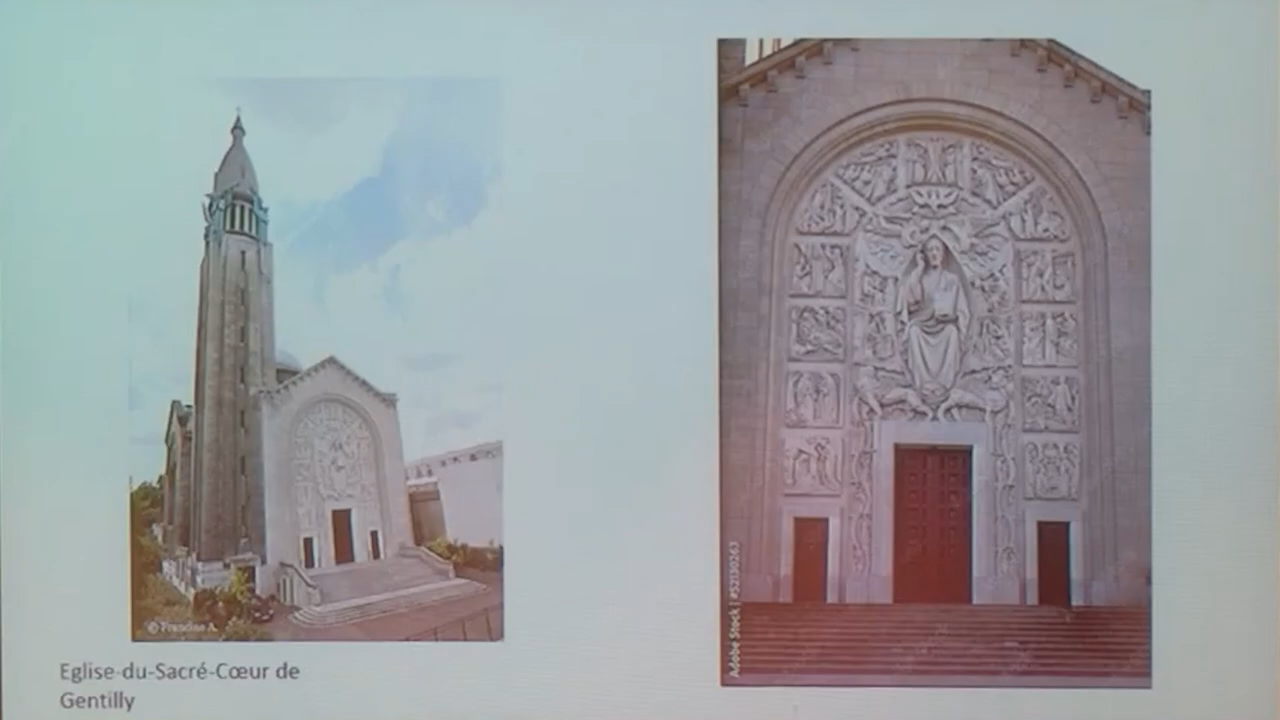 © Francine A.
Eglise-du-Sacré-Cœur de
Gentilly
Adobe Stock | #52130263